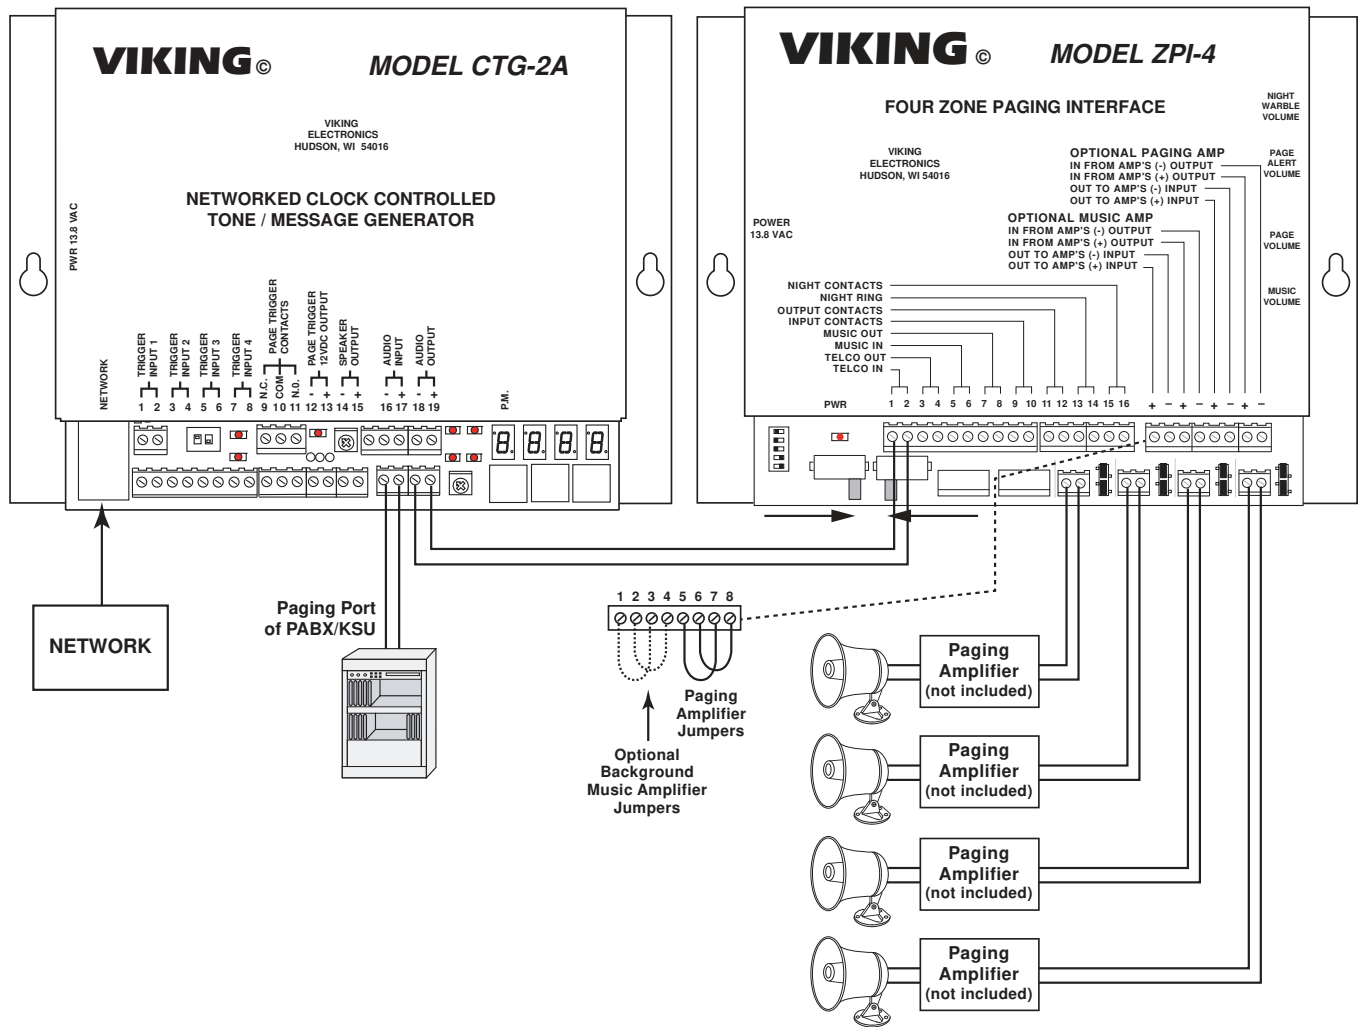 VIKING ©
MODEL CTG-2A
VIKING
ELECTRONICS
HUDSON, WI 54016
NETWORKED CLOCK CONTROLLED
TONE / MESSAGE GENERATOR
PWR 13.8 VAC
NETWORK
TRIGGER
INPUT 1
TRIGGER
INPUT 2
TRIGGER
INPUT 3
TRIGGER
INPUT 4
PAGE TRIGGER
CONTACTS
N.C.
COM
N.O.
PAGE TRIGGER
12VDC OUTPUT
- +
SPEAKER
OUTPUT
- +
AUDIO
INPUT
- +
AUDIO
OUTPUT
- +
1 2 3 4 5 6 7 8 9 10 11 12 13 14 15 16 17 18 19
P.M.
8 8 8 8
VIKING ©
MODEL ZPI-4
FOUR ZONE PAGING INTERFACE
VIKING
ELECTRONICS
HUDSON, WI 54016
NIGHT
WARBLE
VOLUME
PAGE
ALERT
VOLUME
PAGE
VOLUME
MUSIC
VOLUME
POWER
13.8 VAC
OPTIONAL PAGING AMP
IN FROM AMP'S (-) OUTPUT
IN FROM AMP'S (+) OUTPUT
OUT TO AMP'S (-) INPUT
OUT TO AMP'S (+) INPUT
OPTIONAL MUSIC AMP
IN FROM AMP'S (-) OUTPUT
IN FROM AMP'S (+) OUTPUT
OUT TO AMP'S (-) INPUT
OUT TO AMP'S (+) INPUT
NIGHT CONTACTS
NIGHT RING
OUTPUT CONTACTS
INPUT CONTACTS
MUSIC OUT
MUSIC IN
TELCO OUT
TELCO IN
PWR
1 2 3 4 5 6 7 8 9 10 11 12 13 14 15 16
+ − + − + − + −
NETWORK
Paging Port
of PABX/KSU
1 2 3 4 5 6 7 8
Paging
Amplifier
Jumpers
Optional
Background
Music Amplifier
Jumpers
Paging
Amplifier
(not included)
Paging
Amplifier
(not included)
Paging
Amplifier
(not included)
Paging
Amplifier
(not included)